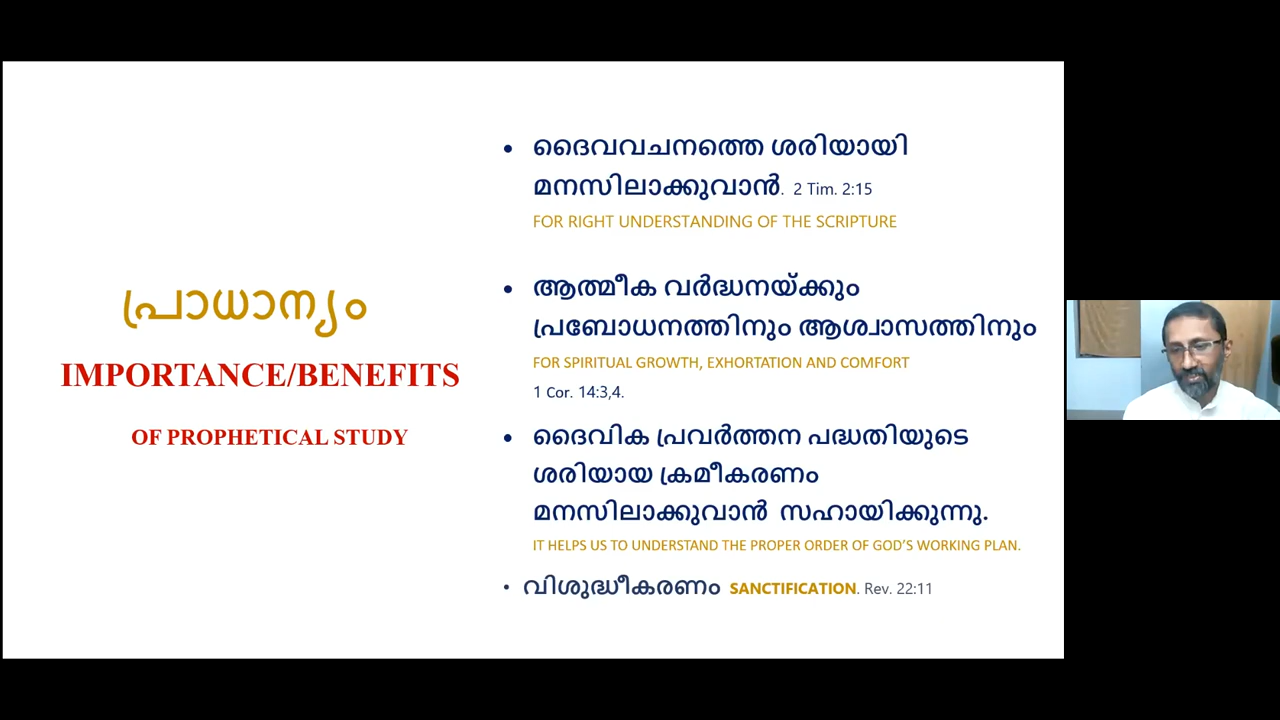 പ്രാധാന്യം
IMPORTANCE/BENEFITS
OF PROPHETICAL STUDY
• ദൈവവചനത്തെ ശരിയായി
മനസിലാക്കുവാൻ. 2 Tim. 2:15
FOR RIGHT UNDERSTANDING OF THE SCRIPTURE
• ആത്മീക വർദ്ധനയ്ക്കും
പ്രബോധനത്തിനും ആശ്വാസത്തിനും
FOR SPIRITUAL GROWTH, EXHORTATION AND COMFORT
1 Cor. 14:3,4.
• ദൈവിക പ്രവർത്തന പദ്ധതിയുടെ
ശരിയായ ക്രമീകരണം
മനസിലാക്കുവാൻ സഹായിക്കുന്നു.
IT HELPS US TO UNDERSTAND THE PROPER ORDER OF GOD'S WORKING PLAN.
• വിശുദ്ധീകരണം SANCTIFICATION. Rev. 22:11